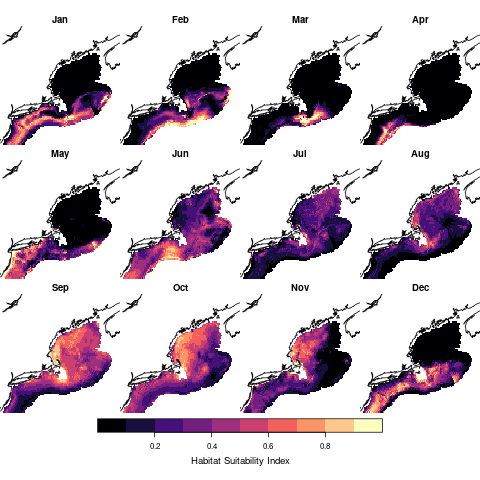 Jan Feb Mar Apr
May Jun Jul Aug
Sep Oct Nov Dec
0.2 0.4 0.6 0.8
Habitat Suitability Index